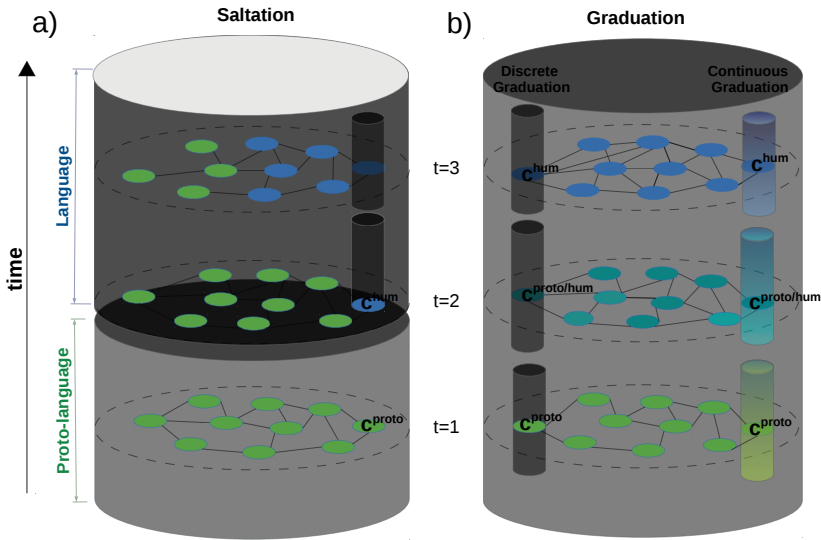 a)
Saltation
time
Language
Proto-language
c^hum
c^proto
t=3
t=2
t=1
b)
Graduation
Discrete
Graduation
Continuous
Graduation
c^hum
c^hum
c^proto/hum
c^proto/hum
c^proto
c^proto